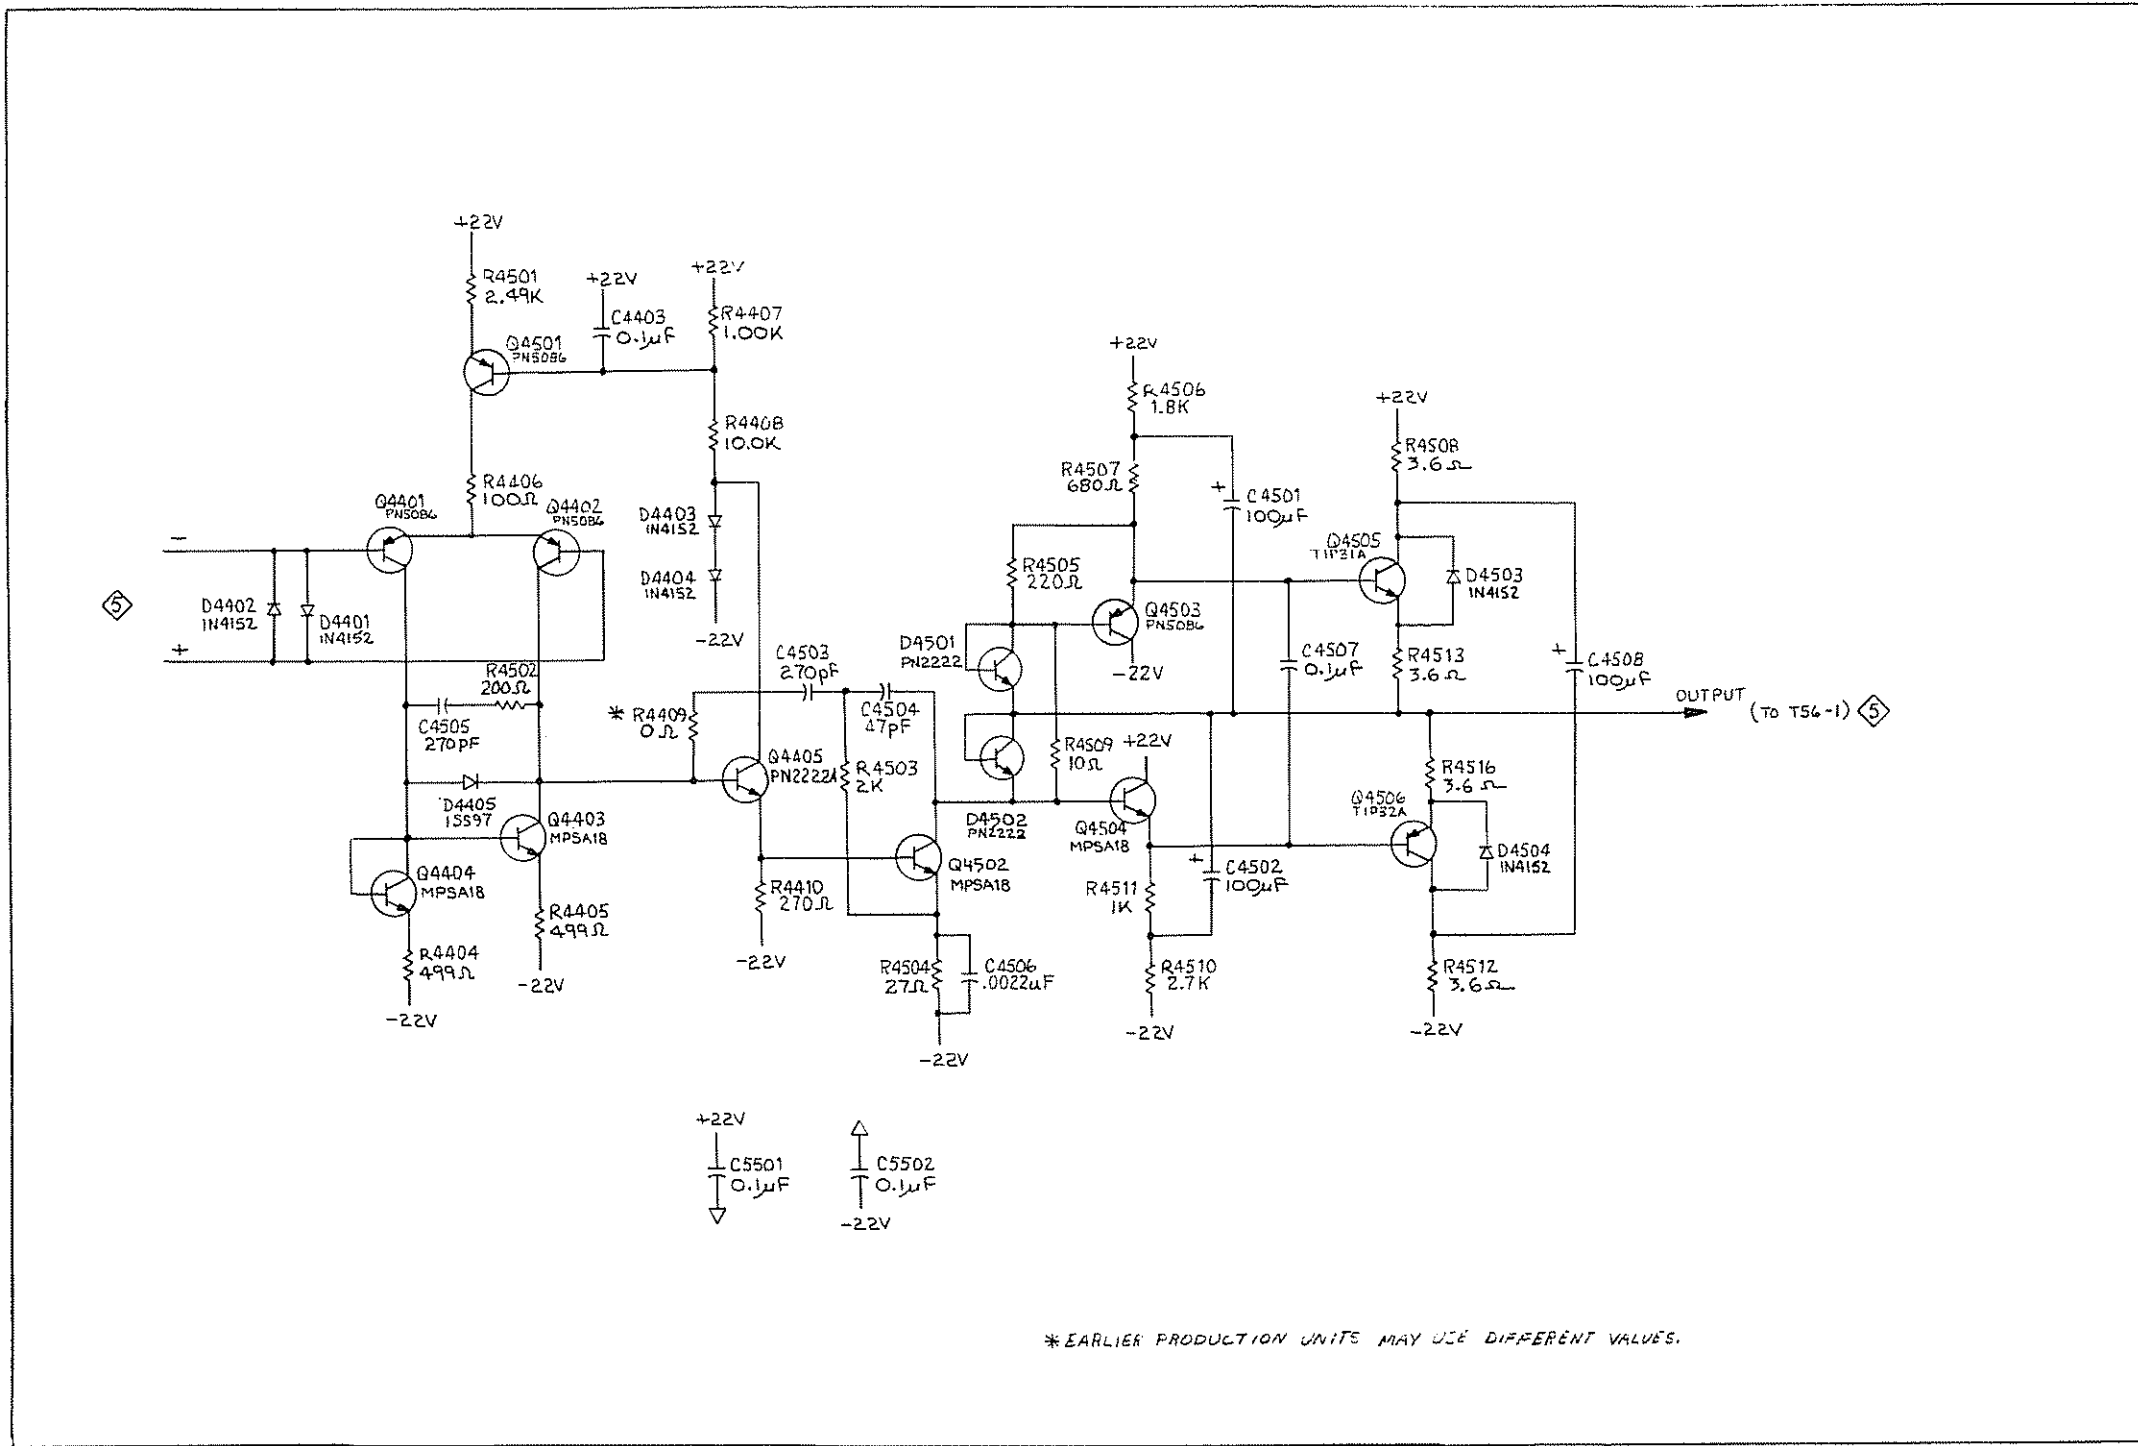 +22V
R4501
2.49K
+22V
C4403
0.1µF
+22V
R4407
1.00K
Q4501
PN5086
R4408
10.0K
R4406
100Ω
Q4401
PN5086
Q4402
PN5086
D4403
1N4152
D4404
1N4152
-22V
−
+
5
D4402
1N4152
D4401
1N4152
R4502
200Ω
C4505
270pF
D4405
1SS97
Q4403
MPSA18
Q4404
MPSA18
R4405
499Ω
-22V
R4404
499Ω
-22V
* R4409
0Ω
C4503
270pF
C4504
47pF
Q4405
PN2222A
R4503
2K
R4410
270Ω
-22V
Q4502
MPSA18
R4504
27Ω
C4506
.0022uF
-22V
+22V
R4506
1.8K
R4507
680Ω
+
C4501
100µF
R4505
220Ω
Q4503
PN5086
-22V
D4501
PN2222
D4502
PN2222
R4509
10Ω
+22V
Q4504
MPSA18
R4511
1K
+
C4502
100µF
R4510
2.7K
-22V
C4507
0.1µF
+22V
R4508
3.6Ω
Q4505
TIP31A
D4503
1N4152
R4513
3.6Ω
+
C4508
100µF
OUTPUT
(TO T56-1) 5
R4516
3.6Ω
Q4506
TIP32A
D4504
1N4152
R4512
3.6Ω
-22V
+22V
C5501
0.1µF
C5502
0.1µF
-22V
* EARLIER PRODUCTION UNITS MAY USE DIFFERENT VALUES.